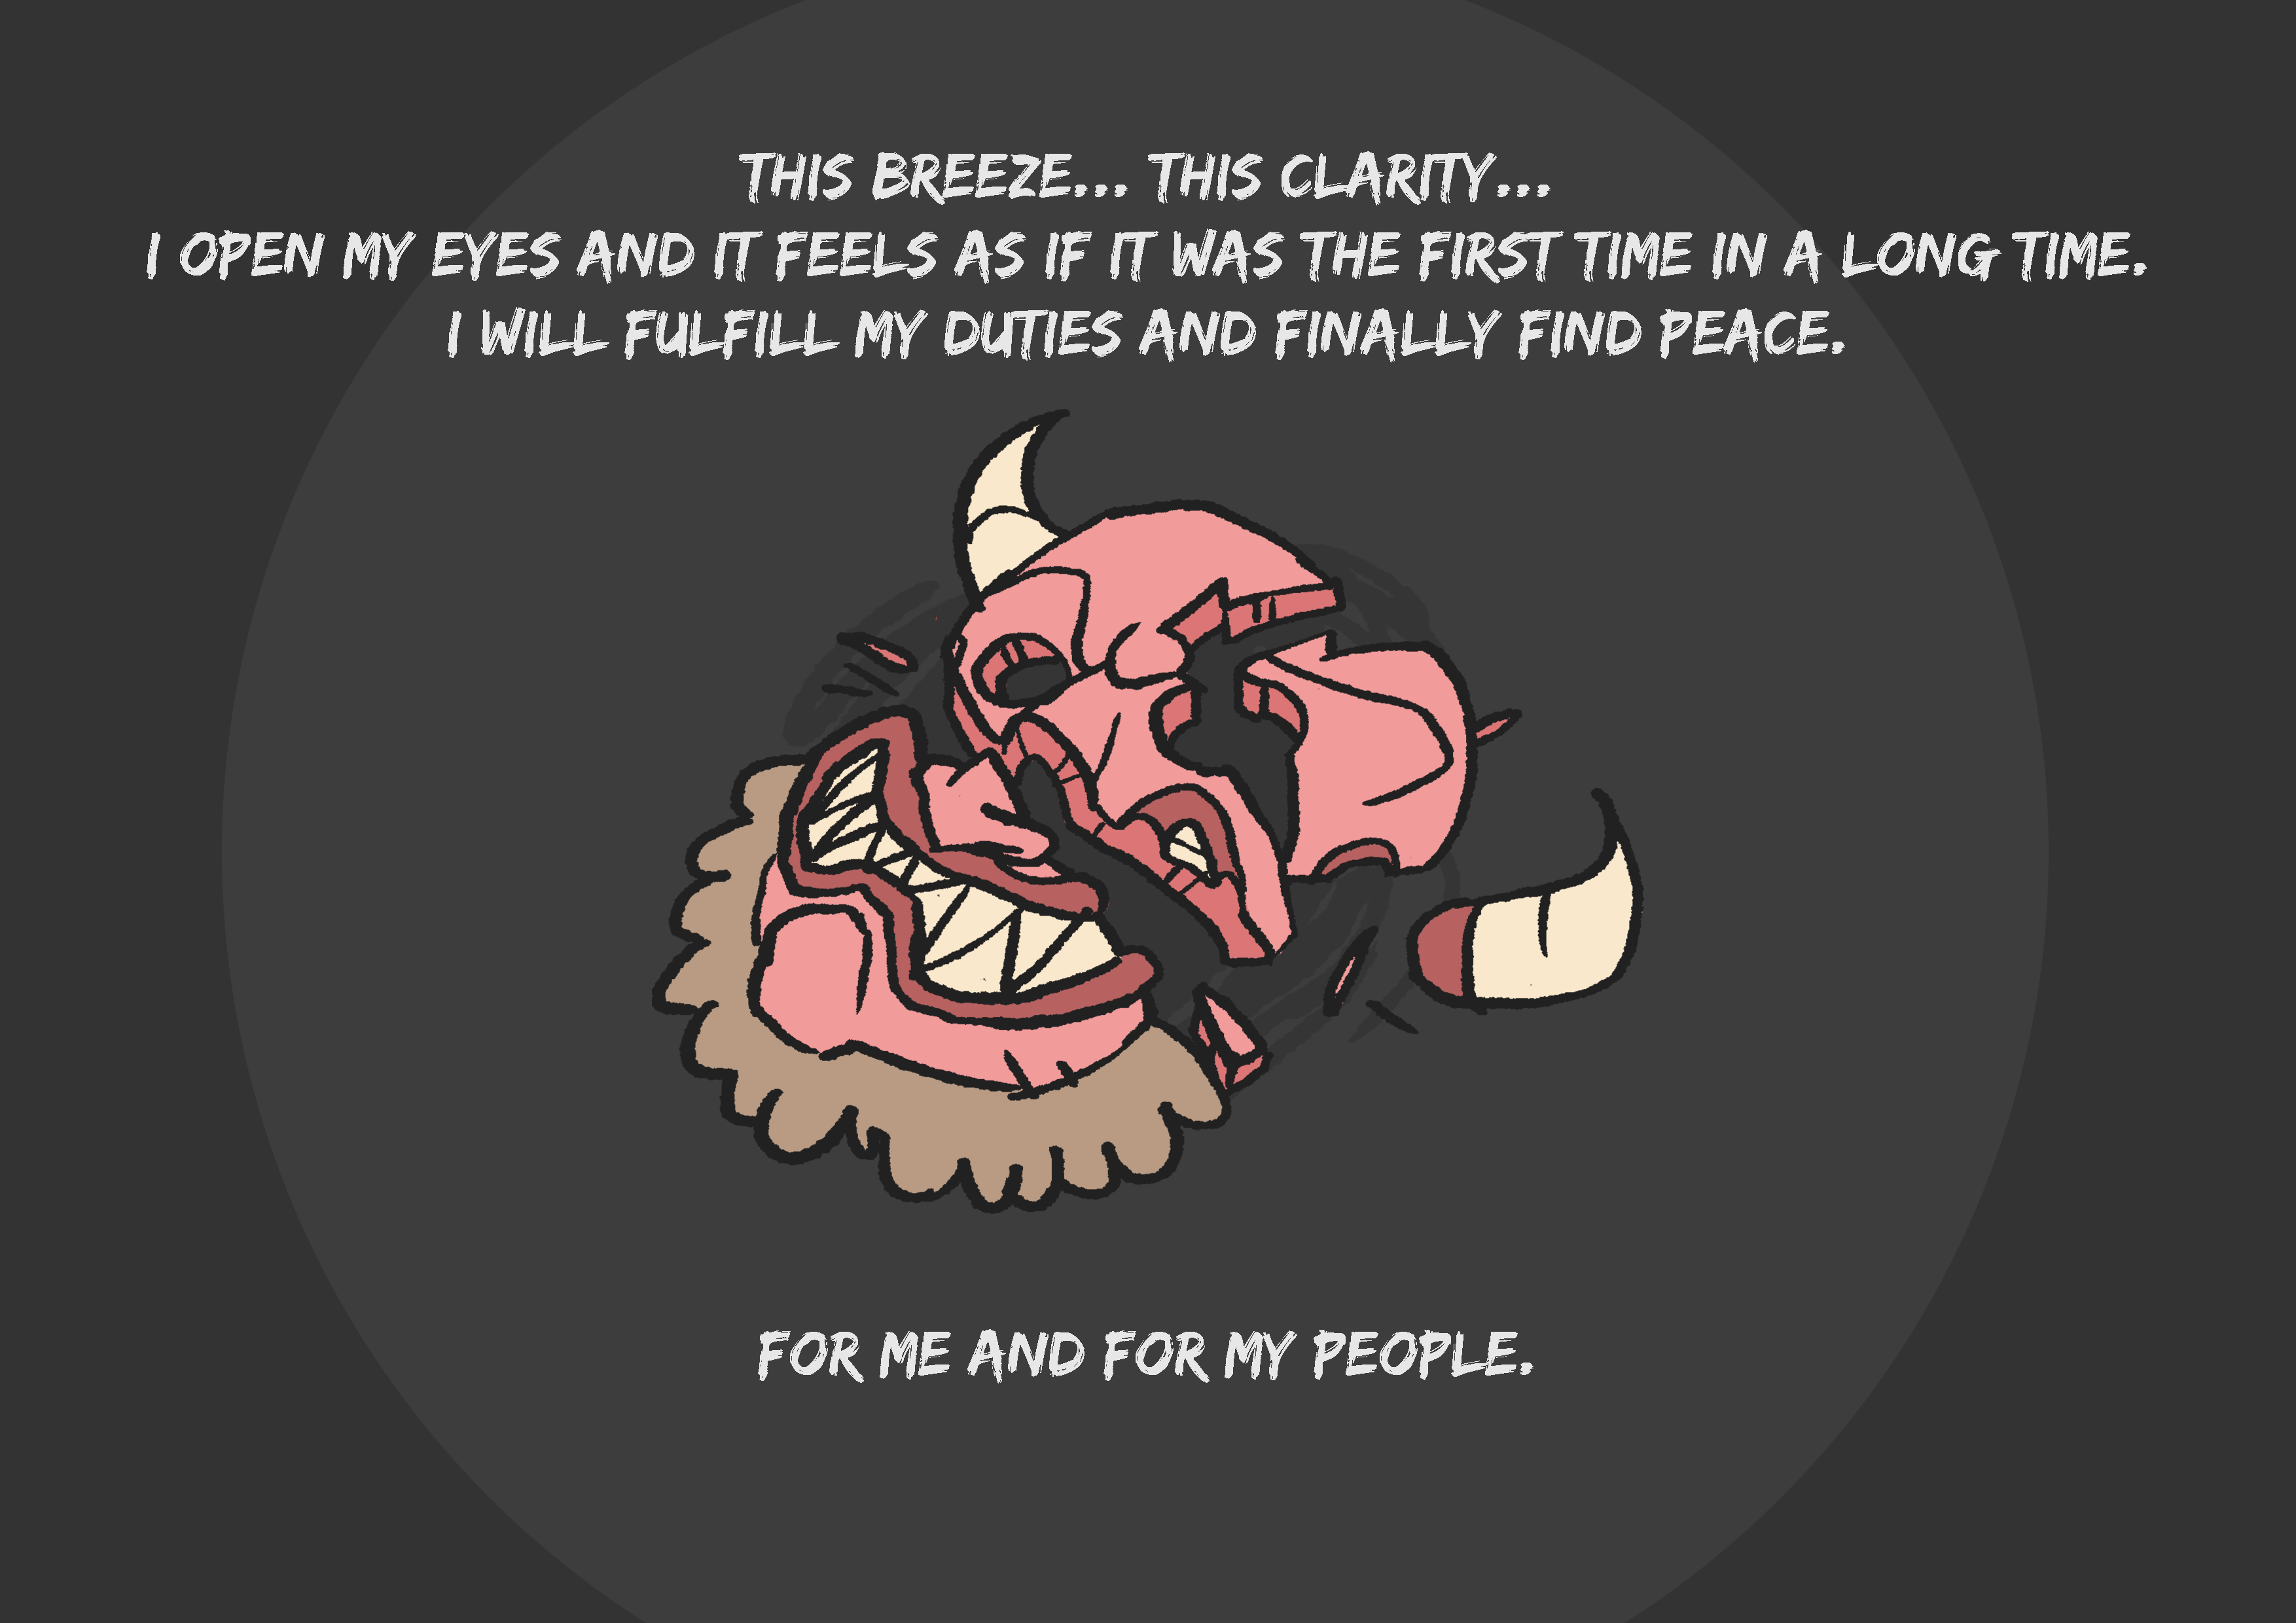 THIS BREEZE... THIS CLARITY...
I OPEN MY EYES AND IT FEELS AS IF IT WAS THE FIRST TIME IN A LONG TIME.
I WILL FULFILL MY DUTIES AND FINALLY FIND PEACE.
FOR ME AND FOR MY PEOPLE.